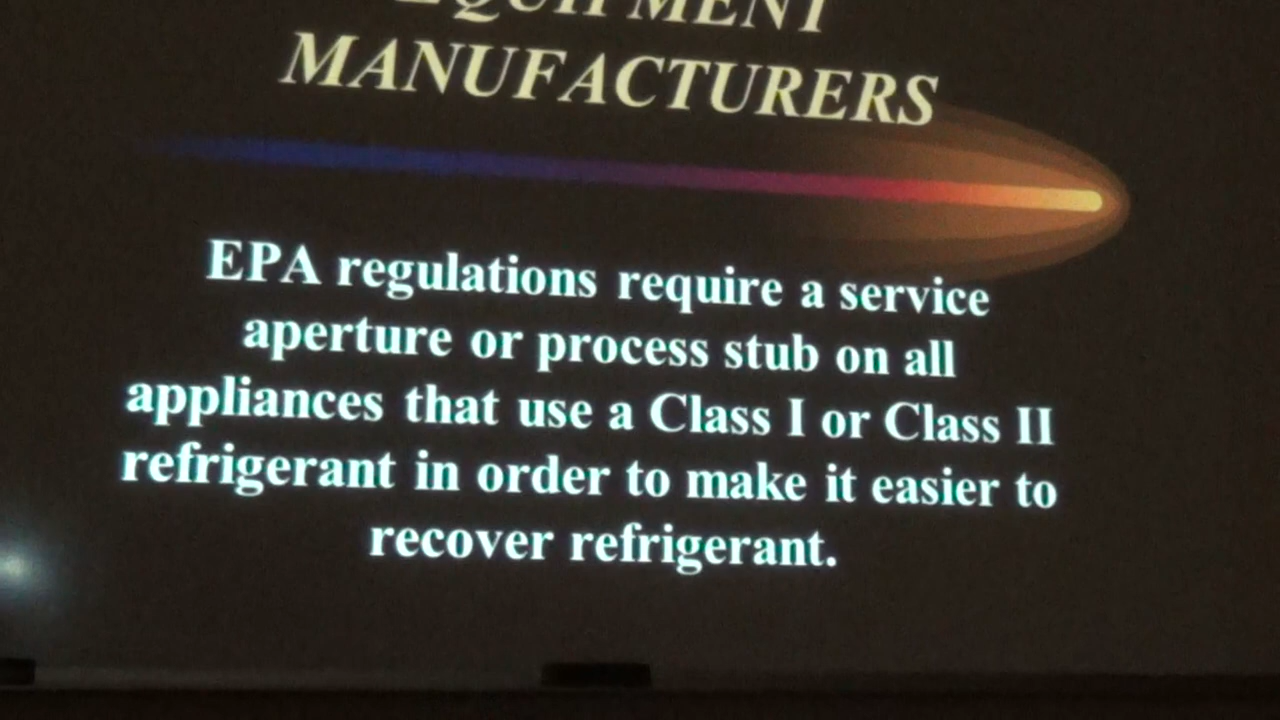 EQUIPMENT
MANUFACTURERS
EPA regulations require a service
aperture or process stub on all
appliances that use a Class I or Class II
refrigerant in order to make it easier to
recover refrigerant.